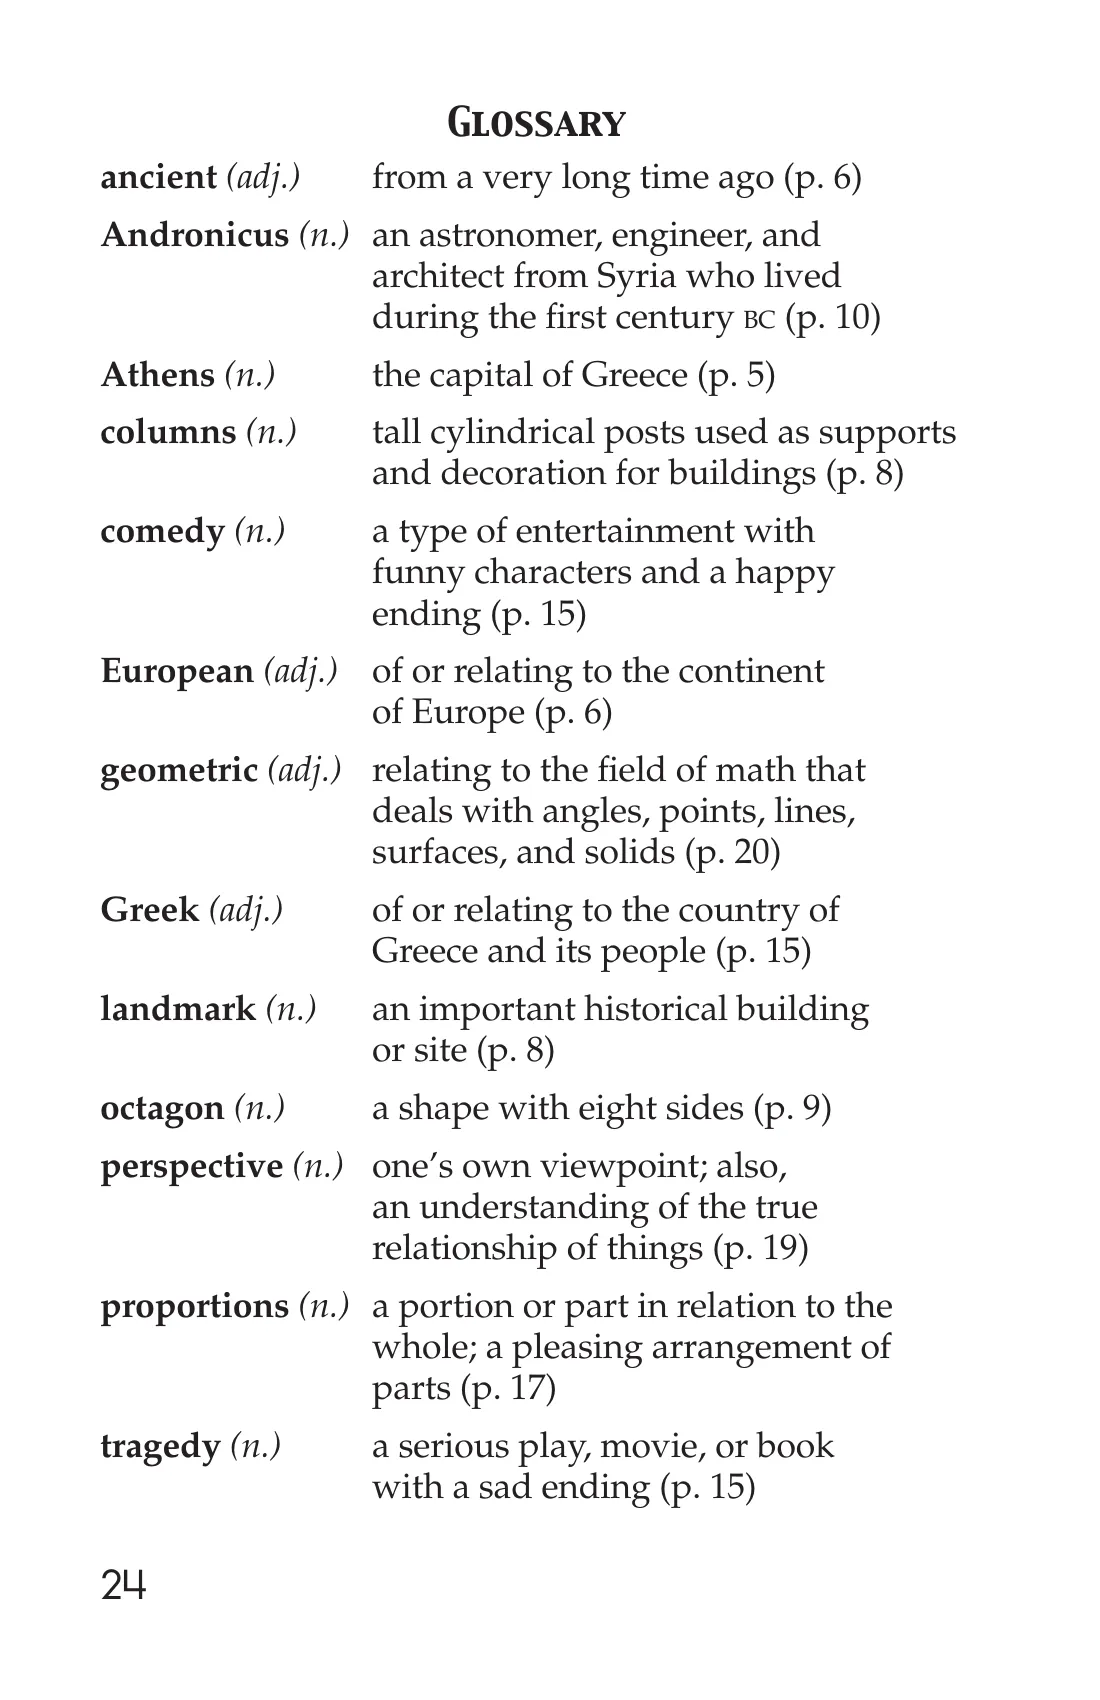 GLOSSARY
ancient (adj.) from a very long time ago (p. 6)
Andronicus (n.) an astronomer, engineer, and
architect from Syria who lived
during the first century BC (p. 10)
Athens (n.) the capital of Greece (p. 5)
columns (n.) tall cylindrical posts used as supports
and decoration for buildings (p. 8)
comedy (n.) a type of entertainment with
funny characters and a happy
ending (p. 15)
European (adj.) of or relating to the continent
of Europe (p. 6)
geometric (adj.) relating to the field of math that
deals with angles, points, lines,
surfaces, and solids (p. 20)
Greek (adj.) of or relating to the country of
Greece and its people (p. 15)
landmark (n.) an important historical building
or site (p. 8)
octagon (n.) a shape with eight sides (p. 9)
perspective (n.) one’s own viewpoint; also,
an understanding of the true
relationship of things (p. 19)
proportions (n.) a portion or part in relation to the
whole; a pleasing arrangement of
parts (p. 17)
tragedy (n.) a serious play, movie, or book
with a sad ending (p. 15)
24